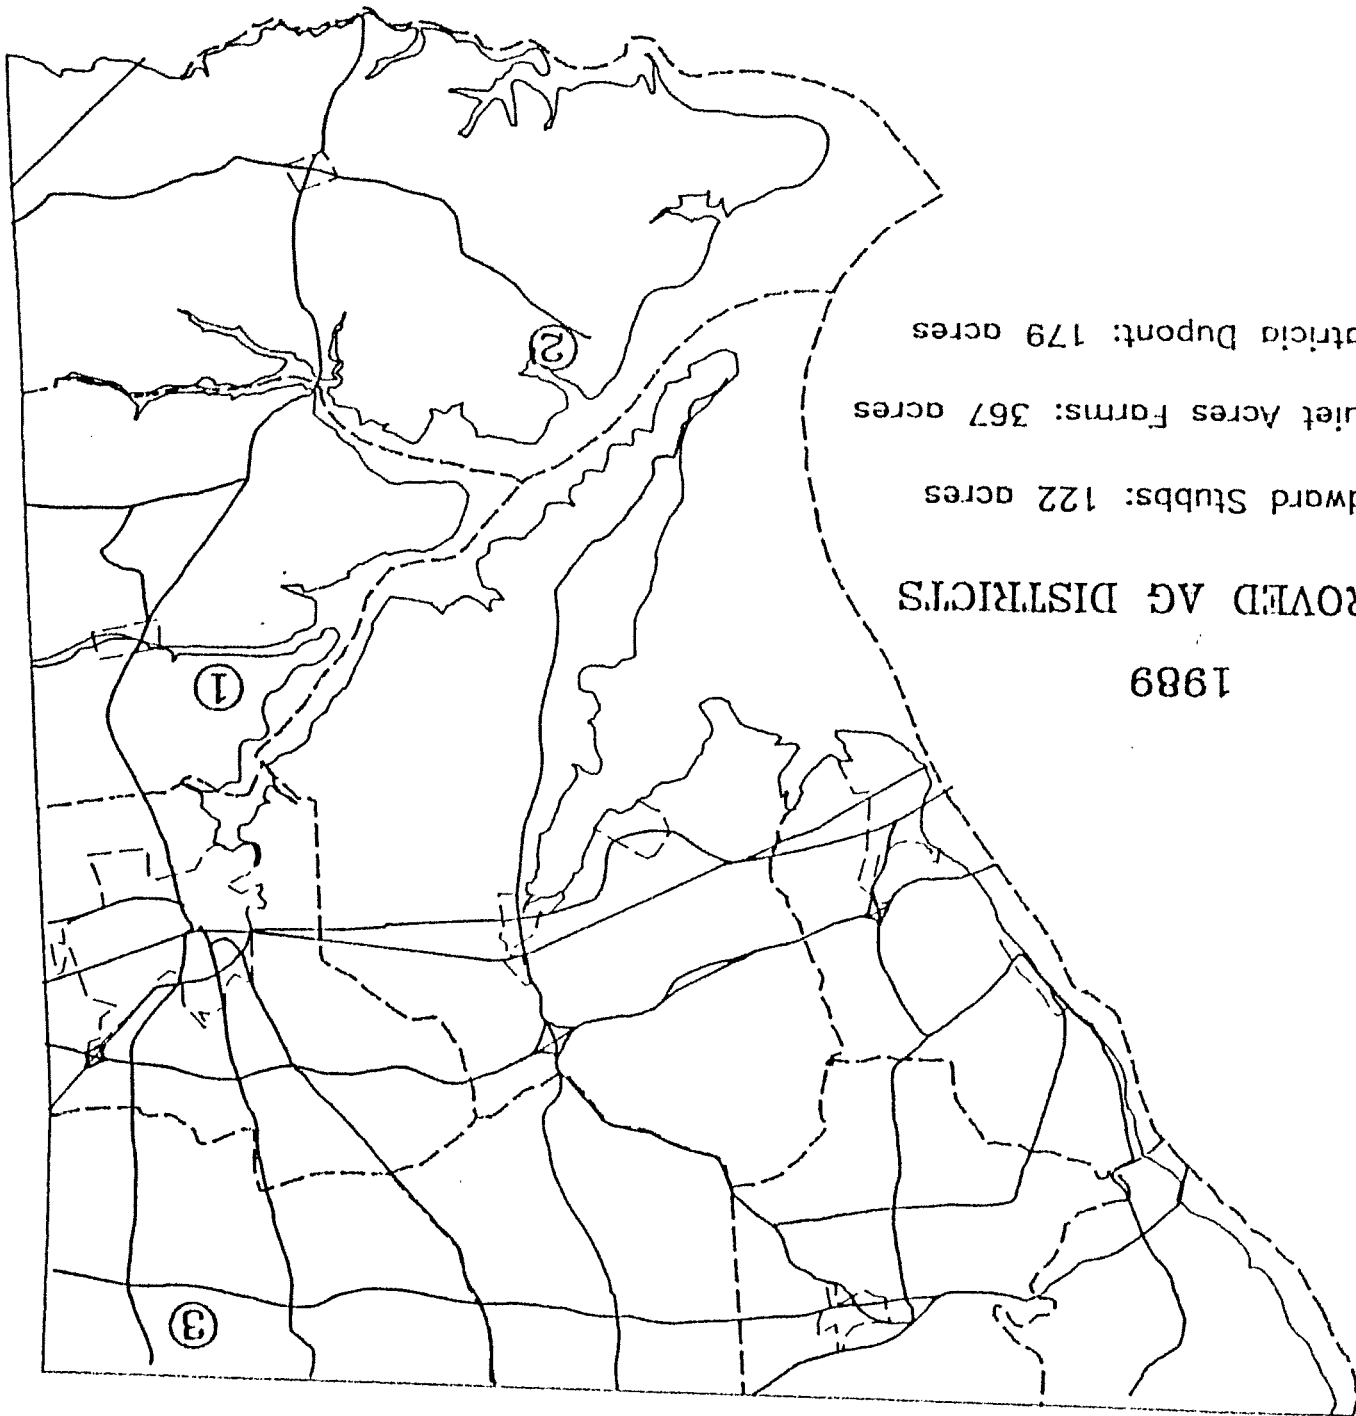 1989
ROVED AG DISTRICTS
dward Stubbs: 122 acres
uiet Acres Farms: 367 acres
atricia Dupont: 179 acres
3
1
2